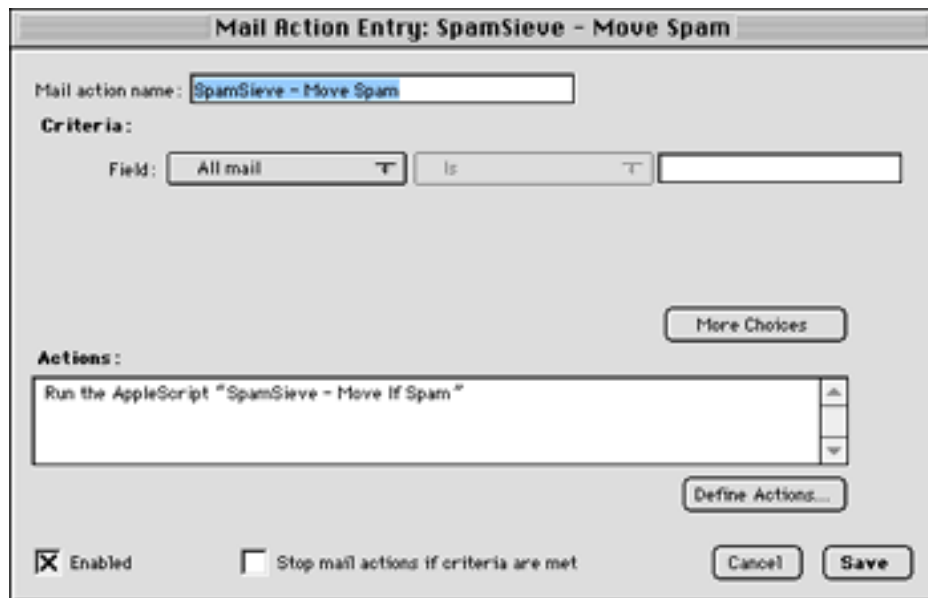 Mail Action Entry: SpamSieve - Move Spam
Mail action name: SpamSieve - Move Spam
Criteria:
Field: All mail Is
More Choices
Actions:
Run the AppleScript "SpamSieve - Move If Spam"
Define Actions...
Enabled Stop mail actions if criteria are met Cancel Save